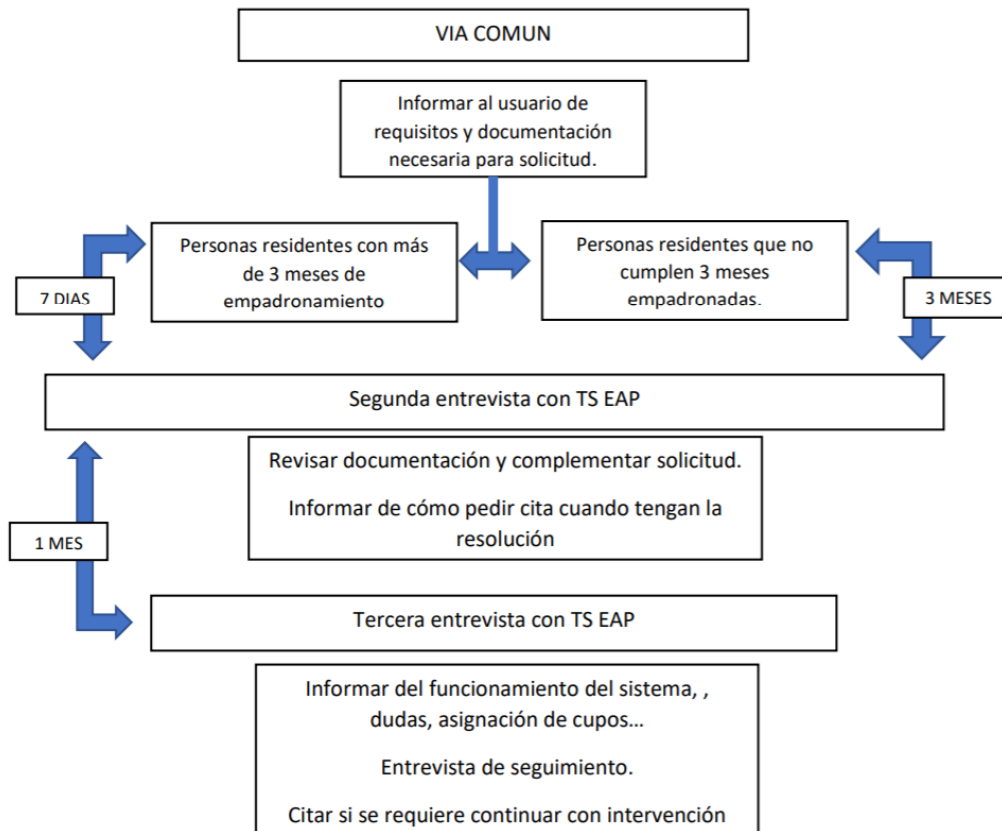 VIA COMUN
Informar al usuario de
requisitos y documentación
necesaria para solicitud.
Personas residentes con más
de 3 meses de
empadronamiento
Personas residentes que no
cumplen 3 meses
empadronadas.
7 DIAS
3 MESES
Segunda entrevista con TS EAP
Revisar documentación y complementar solicitud.
Informar de cómo pedir cita cuando tengan la
resolución
1 MES
Tercera entrevista con TS EAP
Informar del funcionamiento del sistema, ,
dudas, asignación de cupos...
Entrevista de seguimiento.
Citar si se requiere continuar con intervención